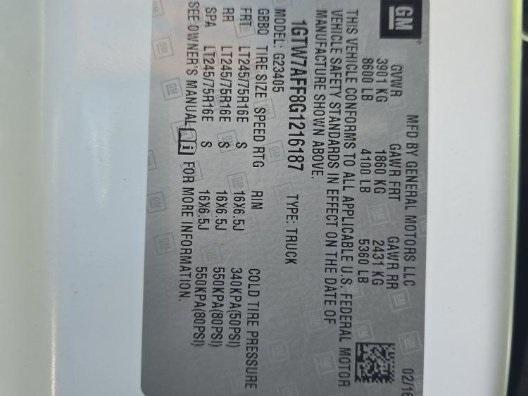 GM MFD BY GENERAL MOTORS LLC 02/16
GVWR GAWR FRT GAWR RR
3901 KG 1860 KG 2431 KG
8600 LB 4100 LB 5360 LB
THIS VEHICLE CONFORMS TO ALL APPLICABLE U.S. FEDERAL MOTOR
VEHICLE SAFETY STANDARDS IN EFFECT ON THE DATE OF
MANUFACTURE SHOWN ABOVE.
1GTW7AFF8G1216187 TYPE: TRUCK
MODEL: G23405
GBBO TIRE SIZE SPEED RTG RIM COLD TIRE PRESSURE
FRT LT245/75R16E S 16X6.5J 340KPA(50PSI)
RR LT245/75R16E S 16X6.5J 550KPA(80PSI)
SPA LT245/75R16E S 16X6.5J 550KPA(80PSI)
SEE OWNER'S MANUAL FOR MORE INFORMATION.